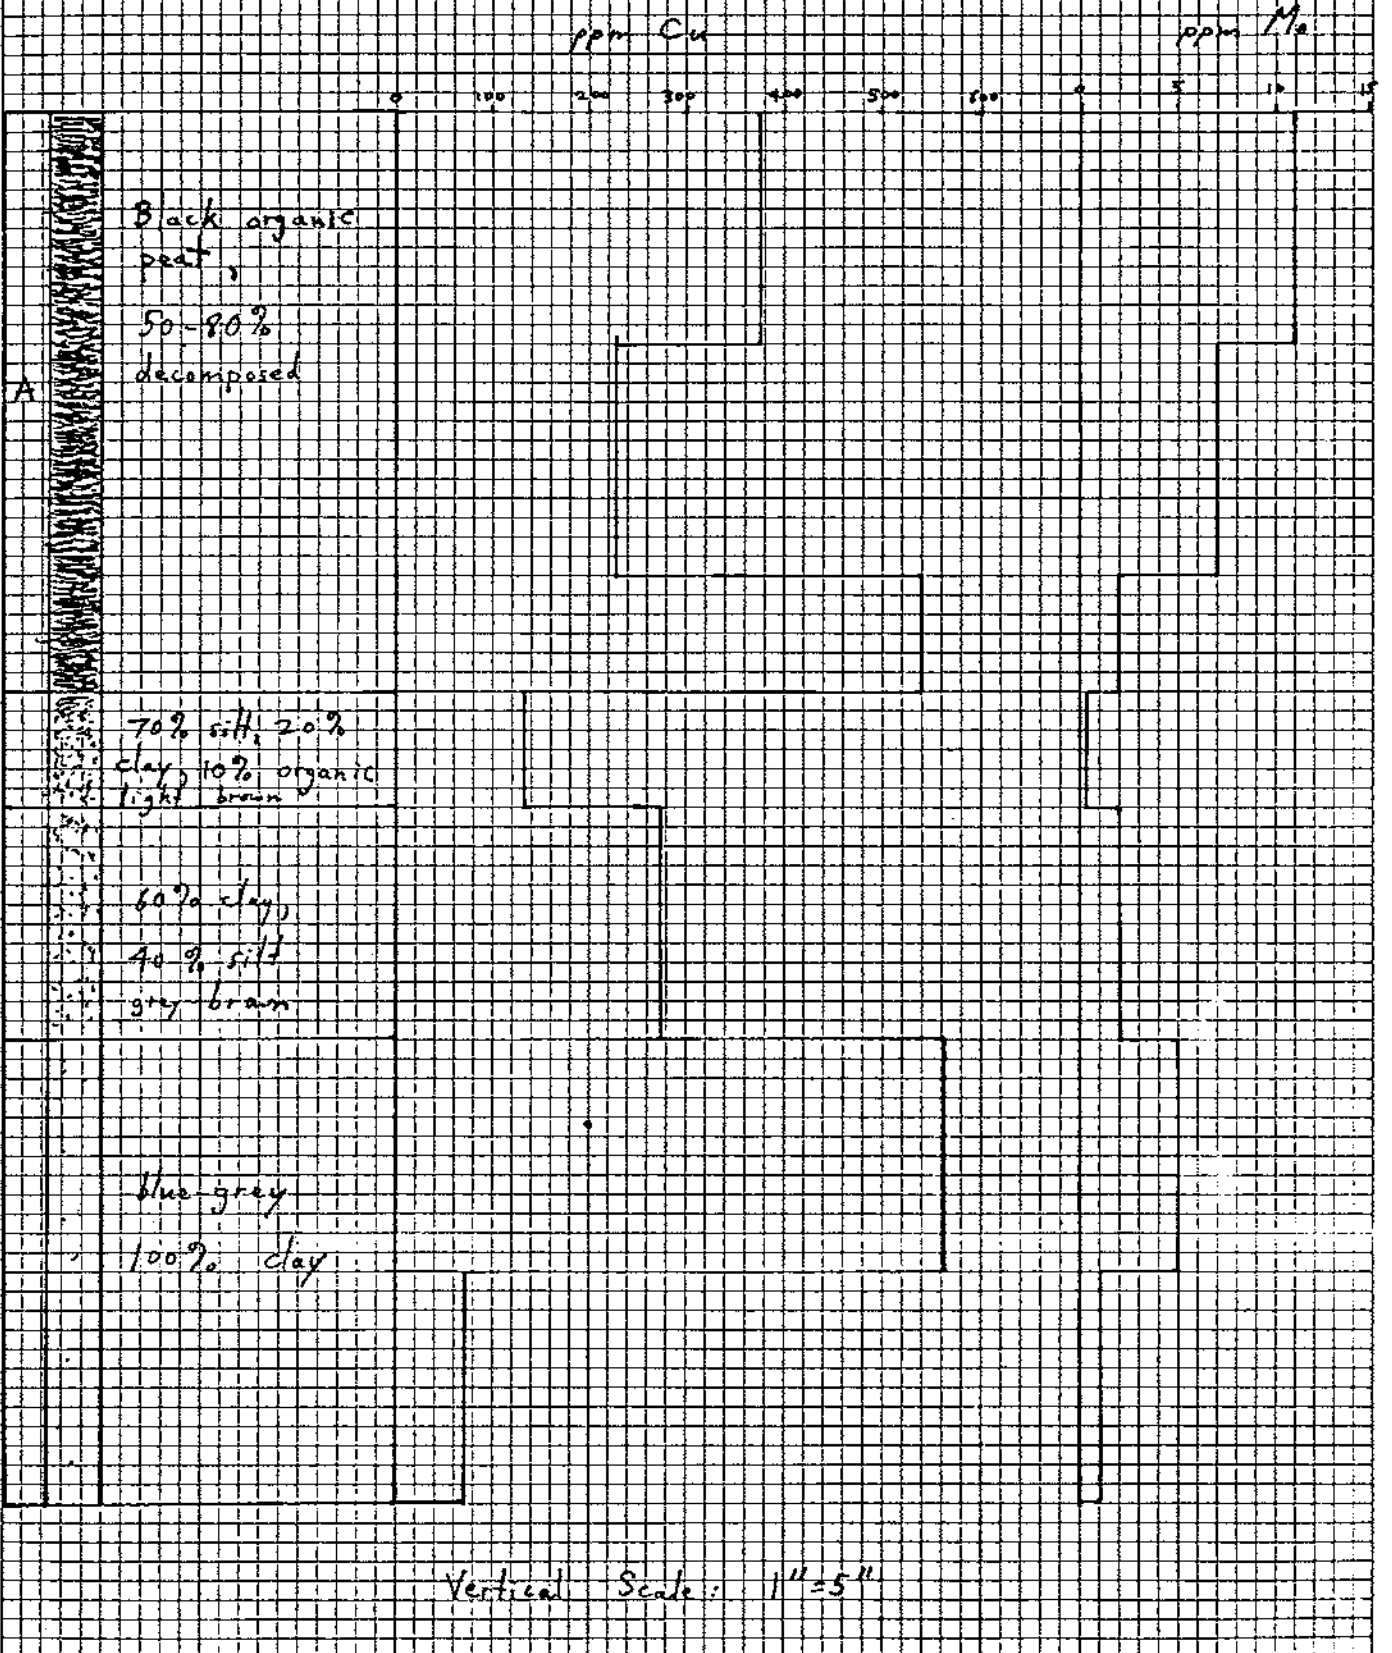 ppm Cu ppm Mo
0 100 200 300 400 500 600 0 5 10 15
Black organic
peat,
50-80%
decomposed
A
70% silt, 20%
clay, 10% organic
light brown
60% clay,
40% silt
grey-brown
blue-grey
100% clay
Vertical Scale: 1"=5"